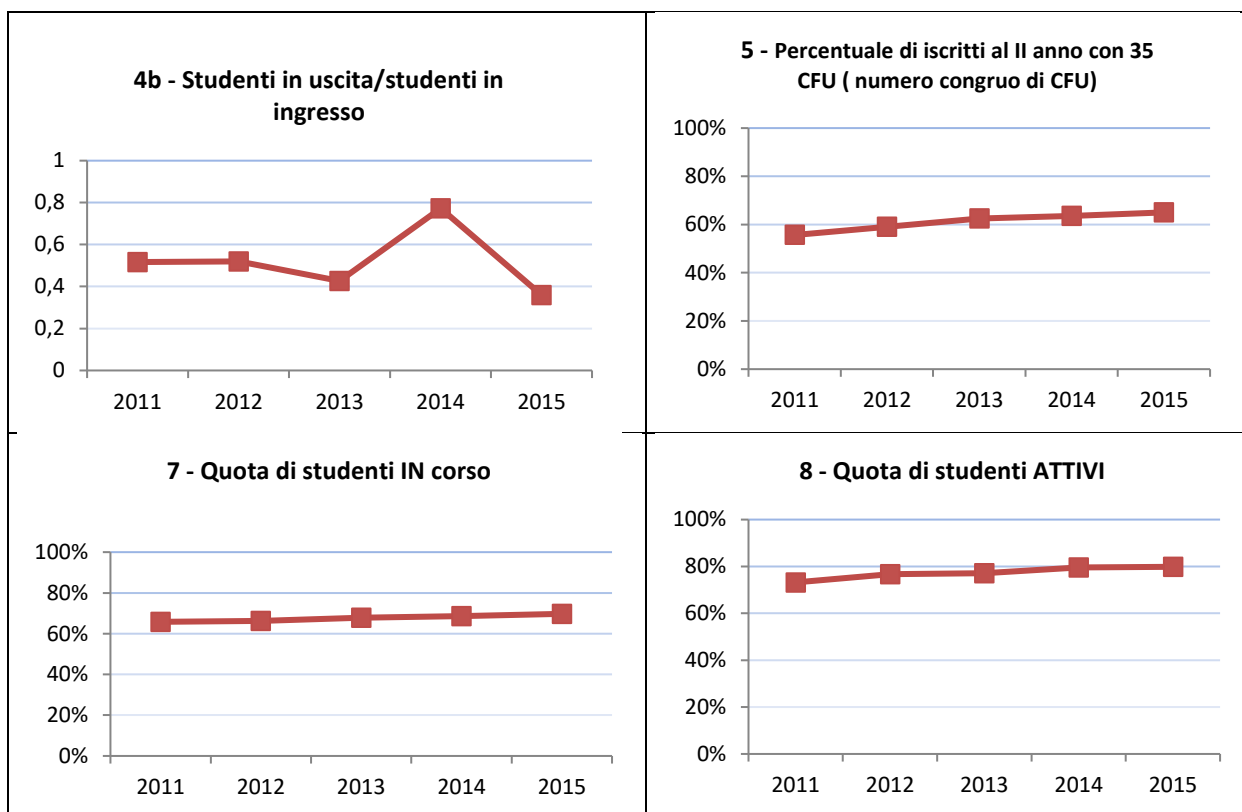 4b - Studenti in uscita/studenti in
ingresso
1
0,8
0,6
0,4
0,2
0
2011 2012 2013 2014 2015
5 - Percentuale di iscritti al II anno con 35
CFU ( numero congruo di CFU)
100%
80%
60%
40%
20%
0%
2011 2012 2013 2014 2015
7 - Quota di studenti IN corso
100%
80%
60%
40%
20%
0%
2011 2012 2013 2014 2015
8 - Quota di studenti ATTIVI
100%
80%
60%
40%
20%
0%
2011 2012 2013 2014 2015